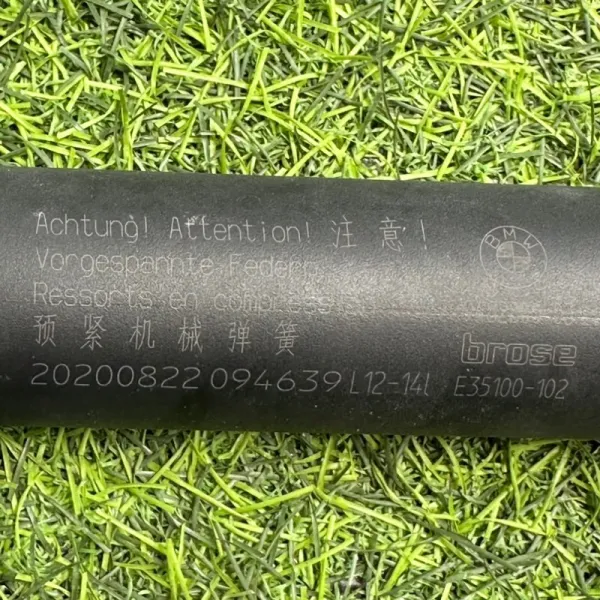 Achtung! Attention! 注意!
BMW
Vorgespannte Federn
Ressorts en compress
预紧机械弹簧
brose
20200822 094639 L12-14l E35100-102